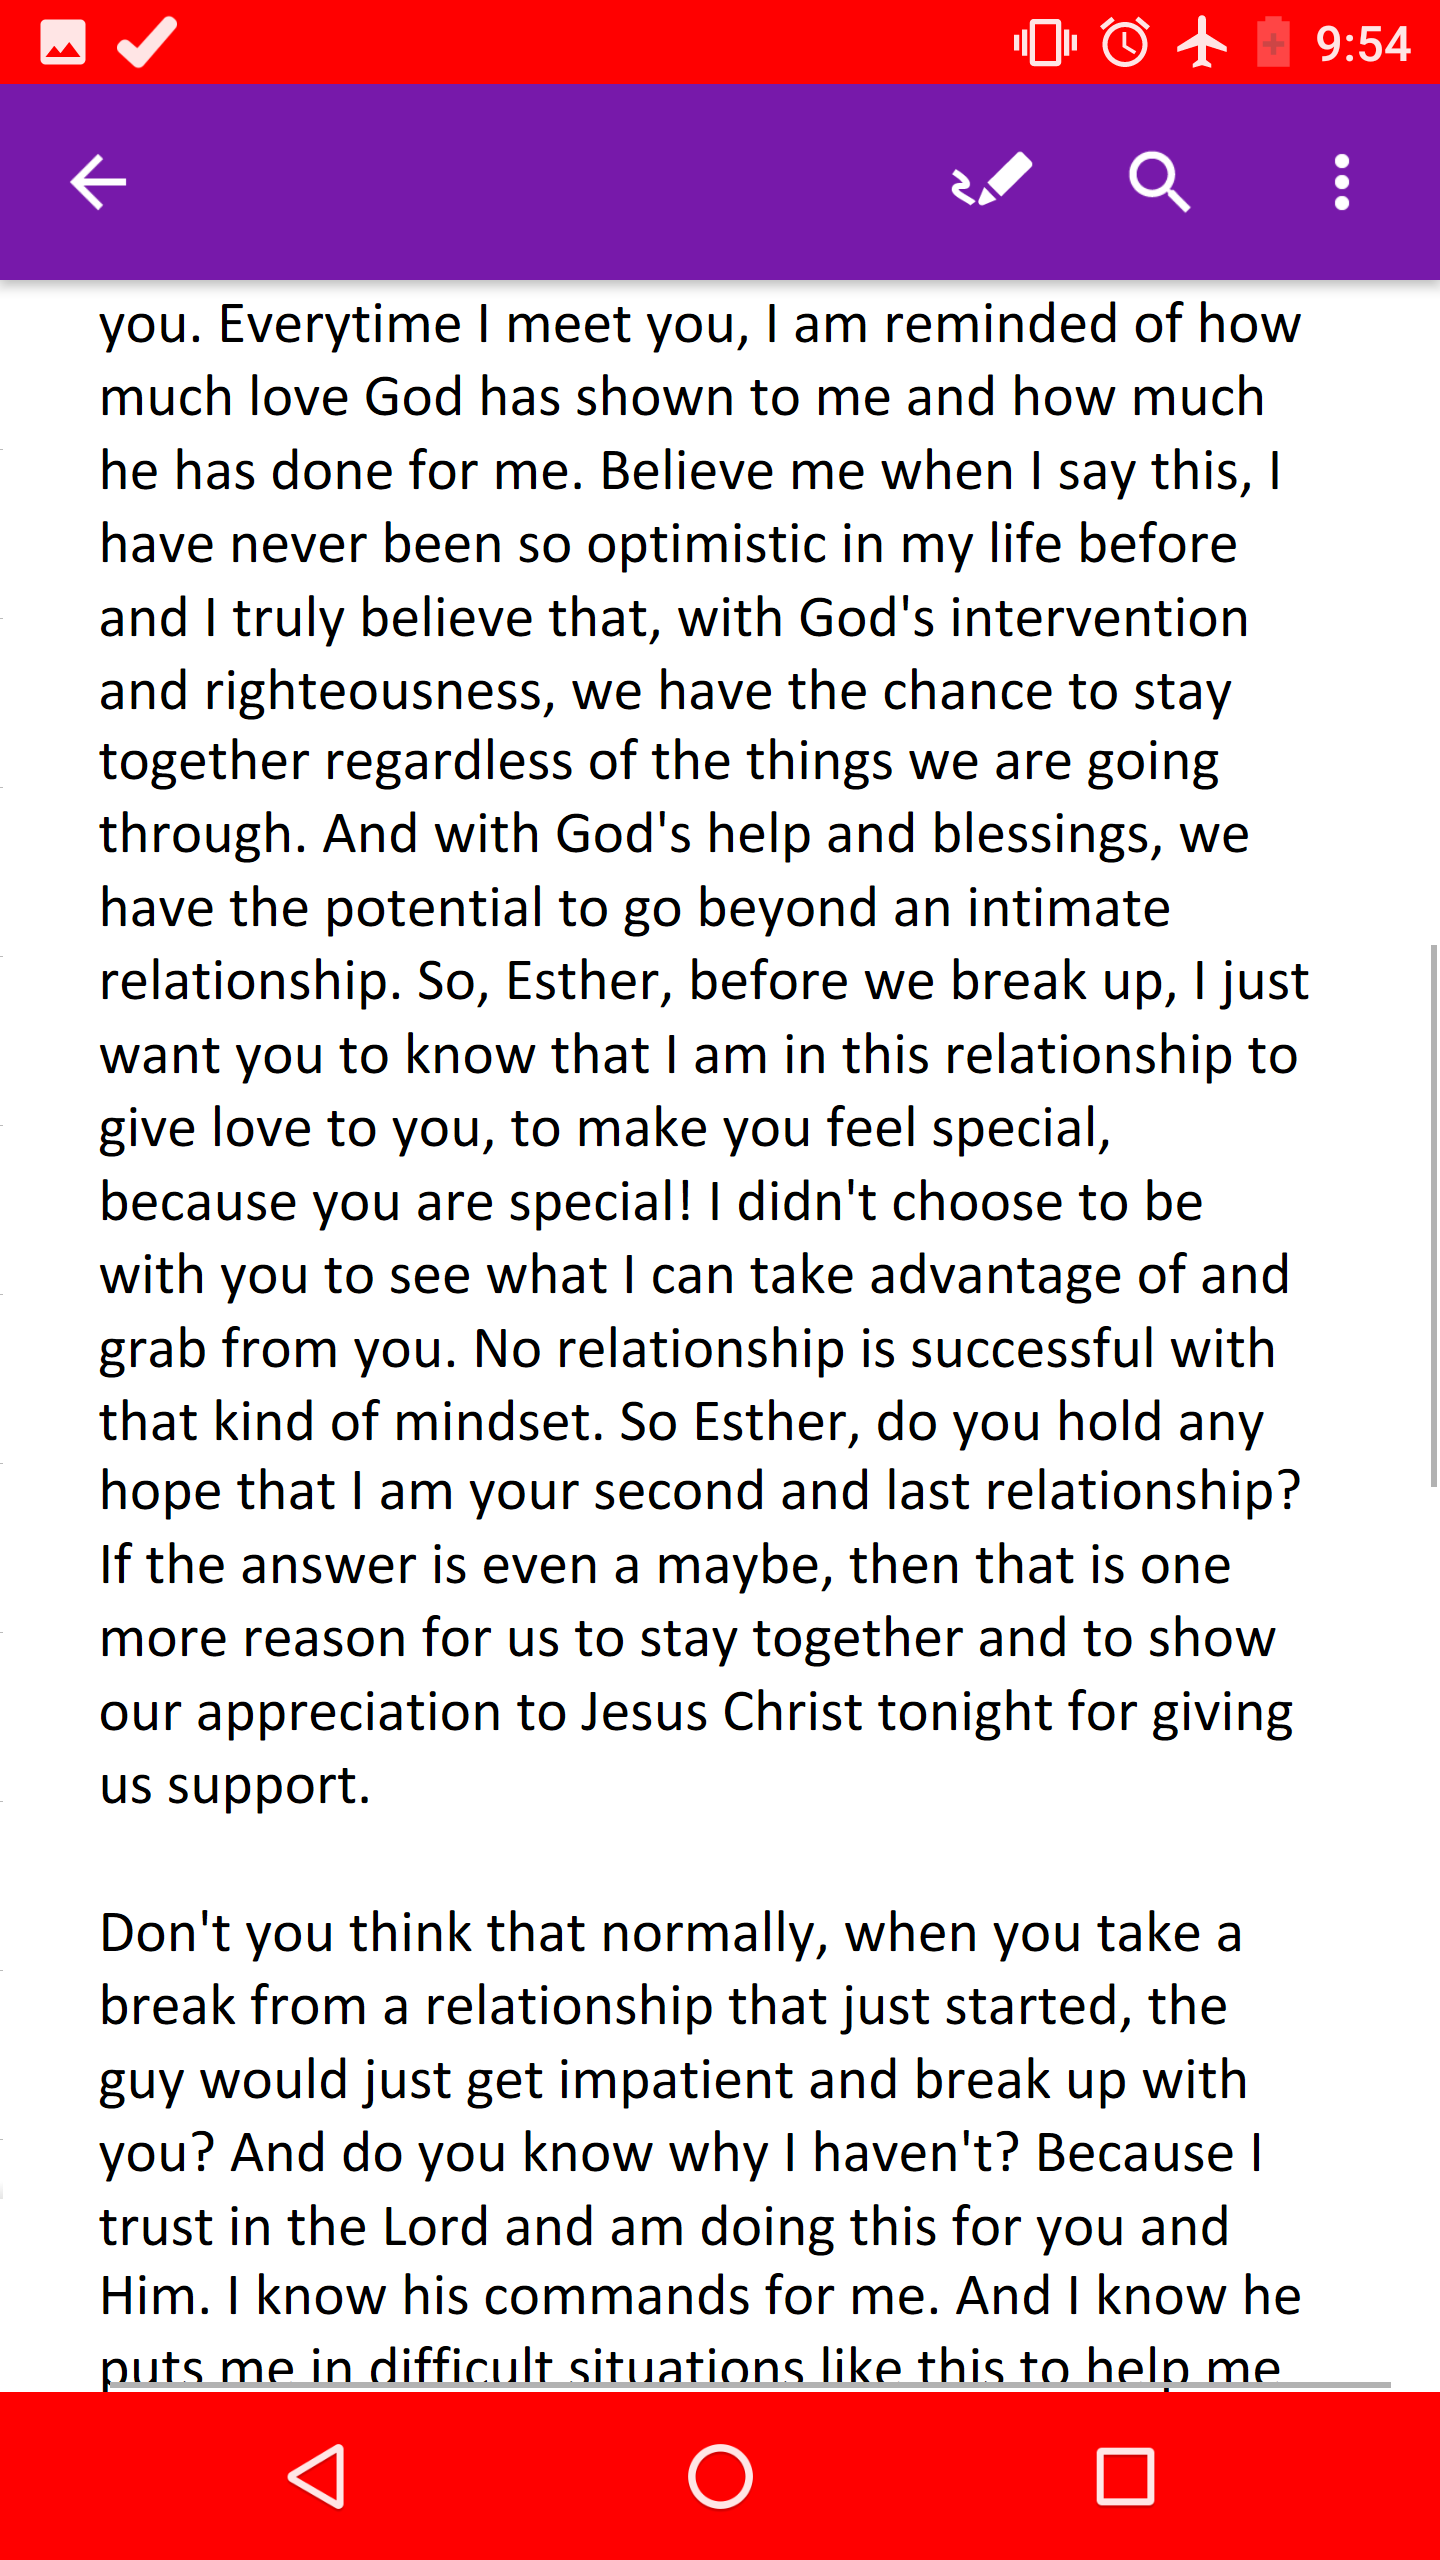 9:54
you. Everytime I meet you, I am reminded of how
much love God has shown to me and how much
he has done for me. Believe me when I say this, I
have never been so optimistic in my life before
and I truly believe that, with God's intervention
and righteousness, we have the chance to stay
together regardless of the things we are going
through. And with God's help and blessings, we
have the potential to go beyond an intimate
relationship. So, Esther, before we break up, I just
want you to know that I am in this relationship to
give love to you, to make you feel special,
because you are special! I didn't choose to be
with you to see what I can take advantage of and
grab from you. No relationship is successful with
that kind of mindset. So Esther, do you hold any
hope that I am your second and last relationship?
If the answer is even a maybe, then that is one
more reason for us to stay together and to show
our appreciation to Jesus Christ tonight for giving
us support.
Don't you think that normally, when you take a
break from a relationship that just started, the
guy would just get impatient and break up with
you? And do you know why I haven't? Because I
trust in the Lord and am doing this for you and
Him. I know his commands for me. And I know he
puts me in difficult situations like this to help me